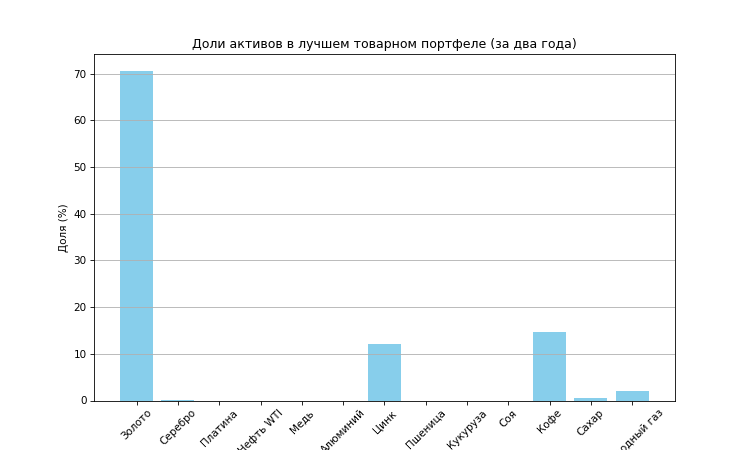 Доли активов в лучшем товарном портфеле (за два года)
Доля (%)
70
60
50
40
30
20
10
0
Золото
Серебро
Платина
Нефть WTI
Медь
Алюминий
Цинк
Пшеница
Кукуруза
Соя
Кофе
Сахар
одный газ